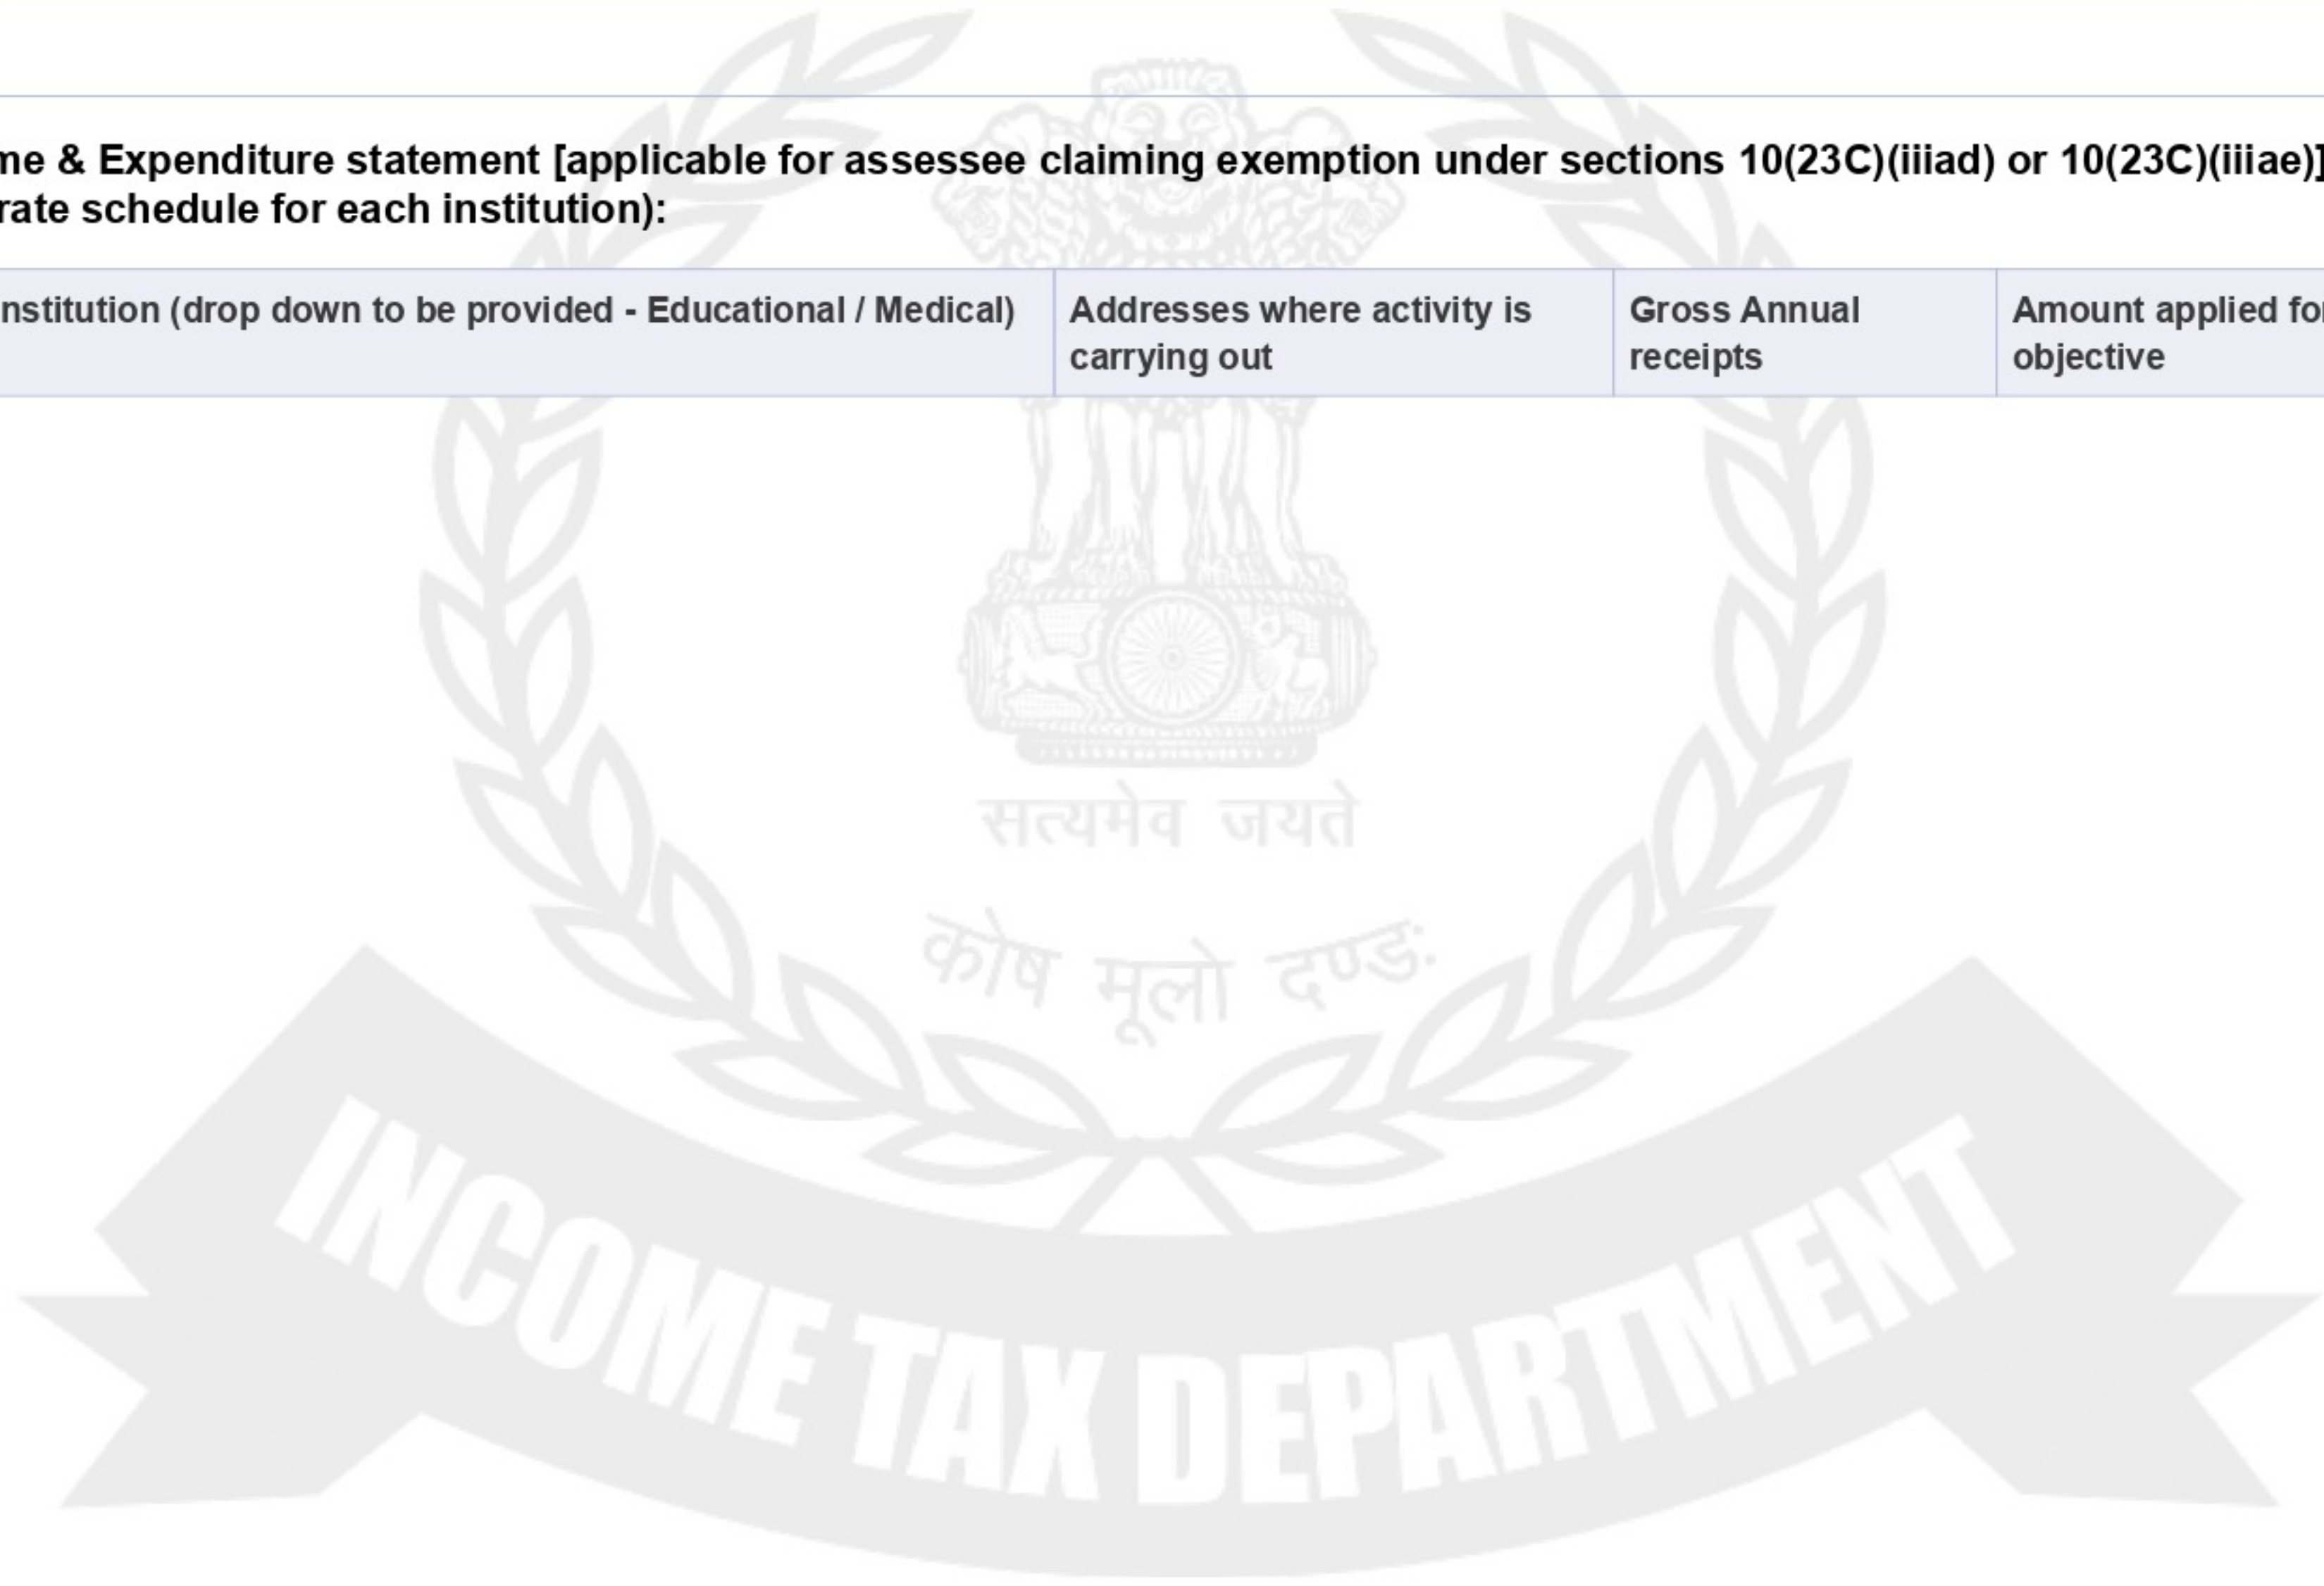 me & Expenditure statement [applicable for assessee claiming exemption under sections 10(23C)(iiiad) or 10(23C)(iiiae)]
rate schedule for each institution):
nstitution (drop down to be provided - Educational / Medical)
Addresses where activity is
carrying out
Gross Annual
receipts
Amount applied for
objective
सत्यमेव जयते
कोष मूलो दण्डः
INCOME TAX DEPARTMENT